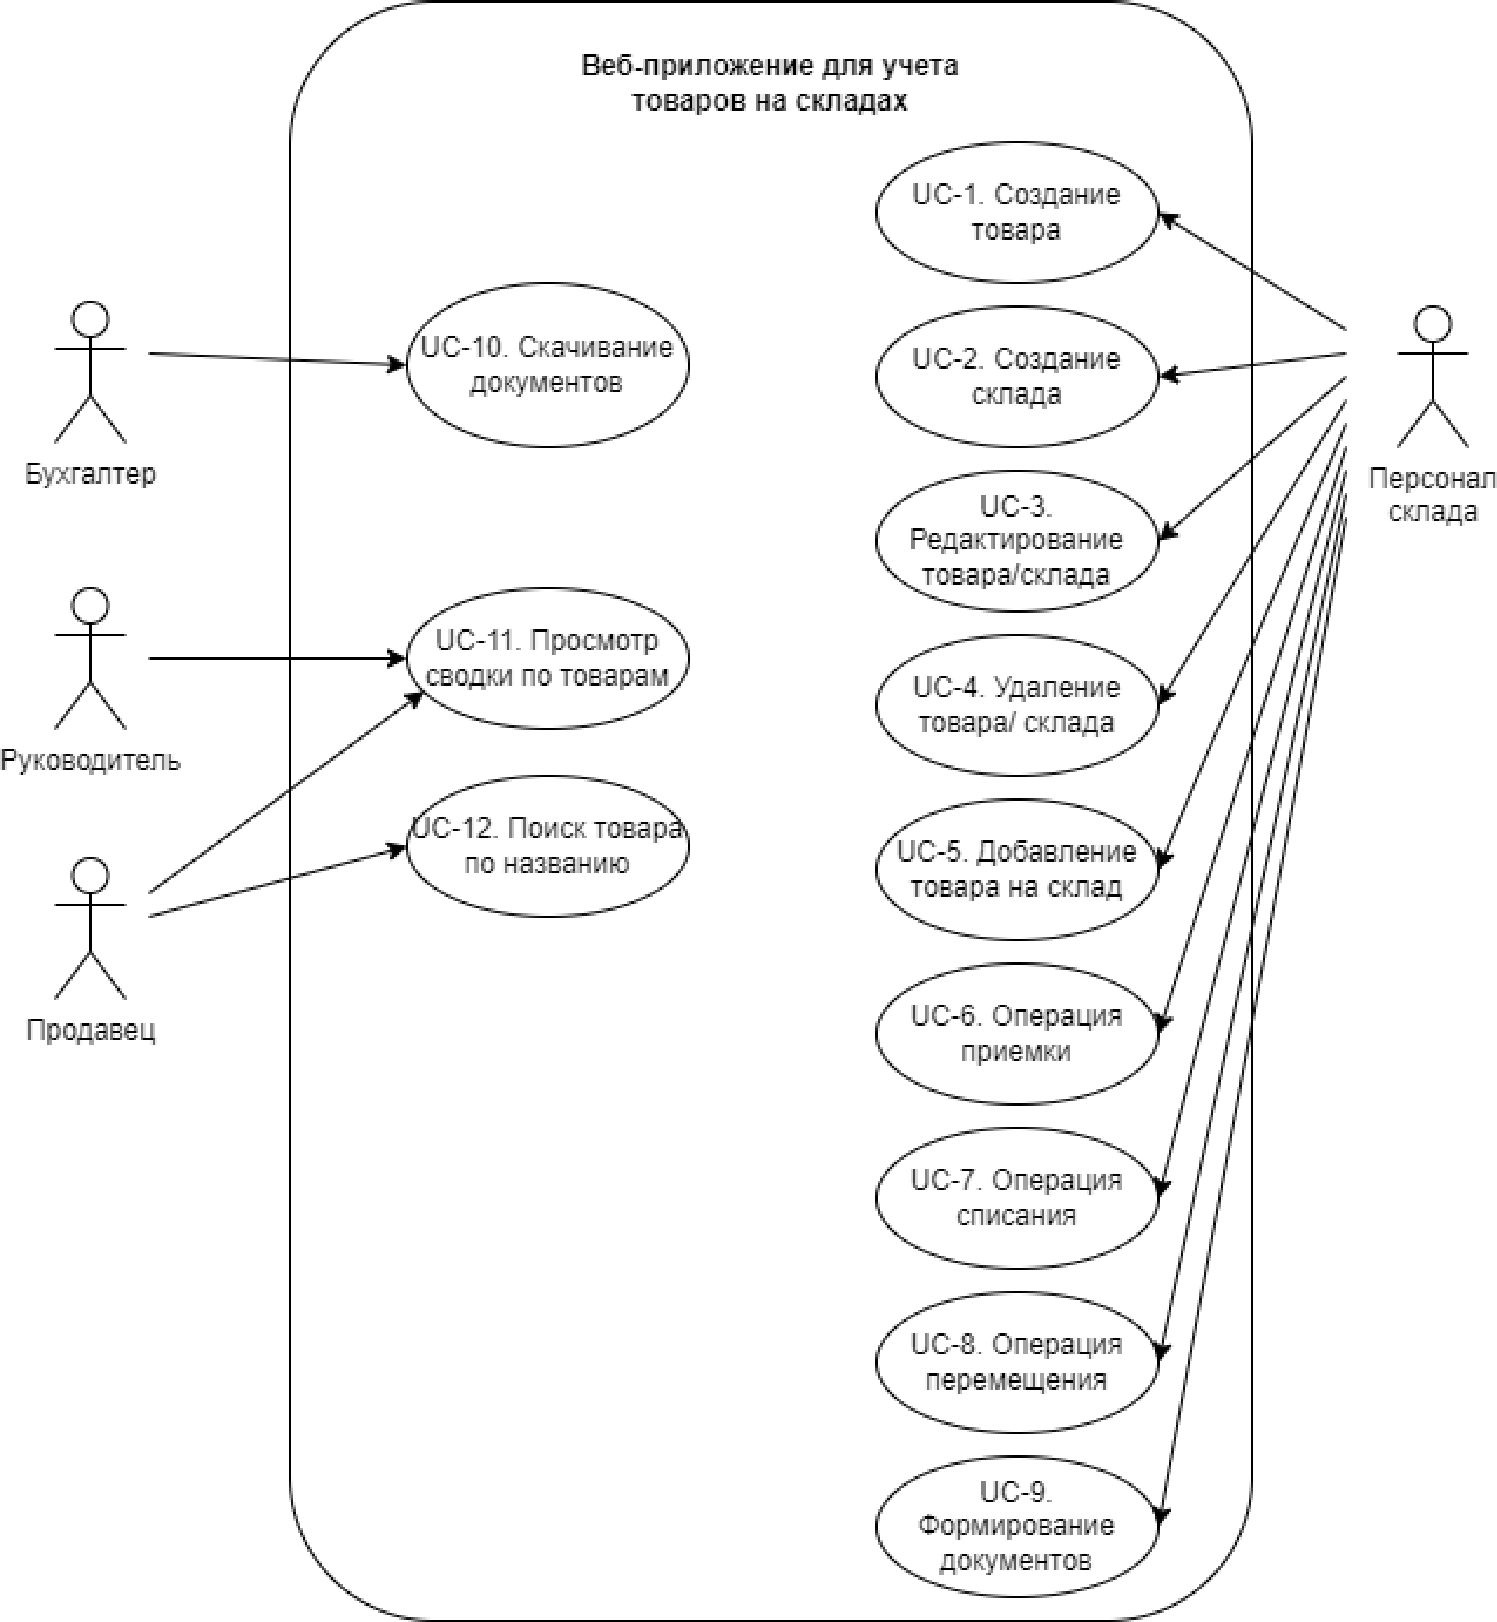 Веб-приложение для учета
товаров на складах
UC-1. Создание
товара
UC-10. Скачивание
документов
UC-2. Создание
склада
Бухгалтер
Персонал
склада
UC-3.
Редактирование
товара/склада
UC-11. Просмотр
сводки по товарам
UC-4. Удаление
товара/ склада
Руководитель
UC-12. Поиск товара
по названию
UC-5. Добавление
товара на склад
Продавец
UC-6. Операция
приемки
UC-7. Операция
списания
UC-8. Операция
перемещения
UC-9.
Формирование
документов